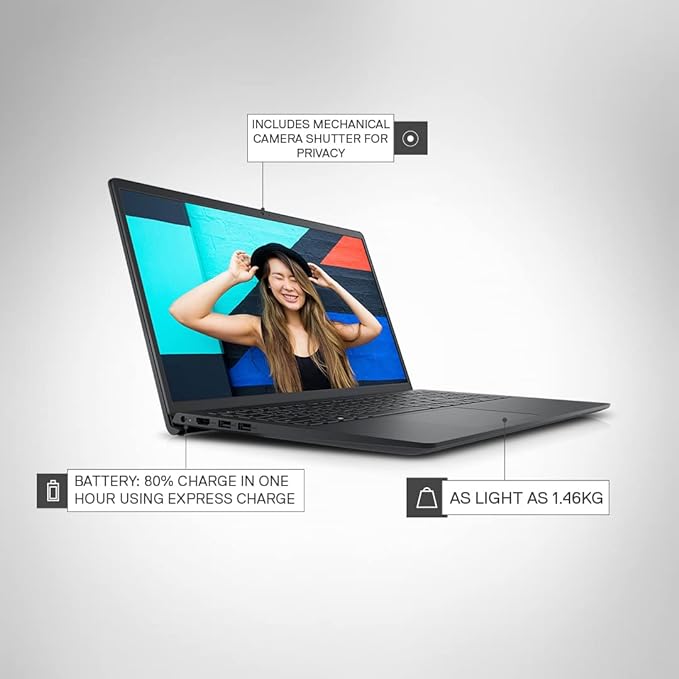 INCLUDES MECHANICAL
CAMERA SHUTTER FOR
PRIVACY
BATTERY: 80% CHARGE IN ONE
HOUR USING EXPRESS CHARGE
AS LIGHT AS 1.46KG